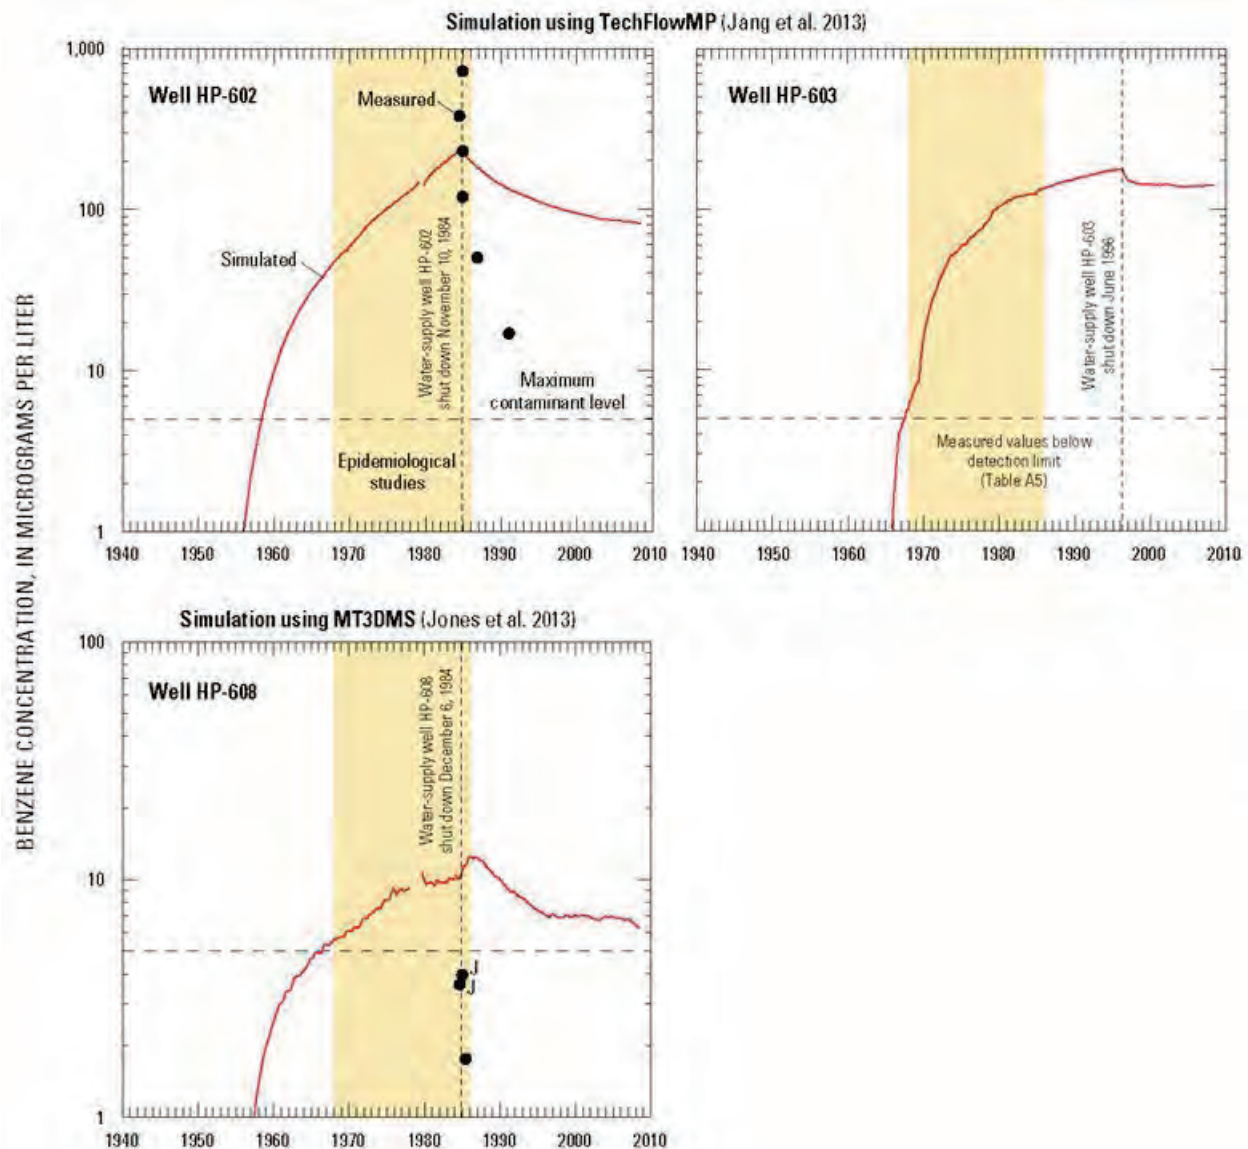 Simulation using TechFlowMP (Jang et al. 2013)
1,000
100
10
1
Well HP-602
Measured
Simulated
Water-supply well HP-602
shut down November 10, 1984
Maximum
contaminant level
Epidemiological
studies
1940 1950 1960 1970 1980 1990 2000 2010
Well HP-603
Water-supply well HP-603
shut down June 1996
Measured values below
detection limit
(Table A5)
1940 1950 1960 1970 1980 1990 2000 2010
BENZENE CONCENTRATION, IN MICROGRAMS PER LITER
Simulation using MT3DMS (Jones et al. 2013)
100
10
1
Well HP-608
Water-supply well HP-608
shut down December 6, 1984
J
J
1940 1950 1960 1970 1980 1990 2000 2010